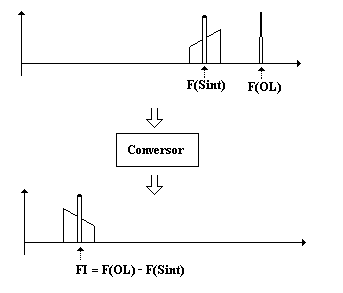 F(Sint) F(OL)
Conversor
FI = F(OL) - F(Sint)